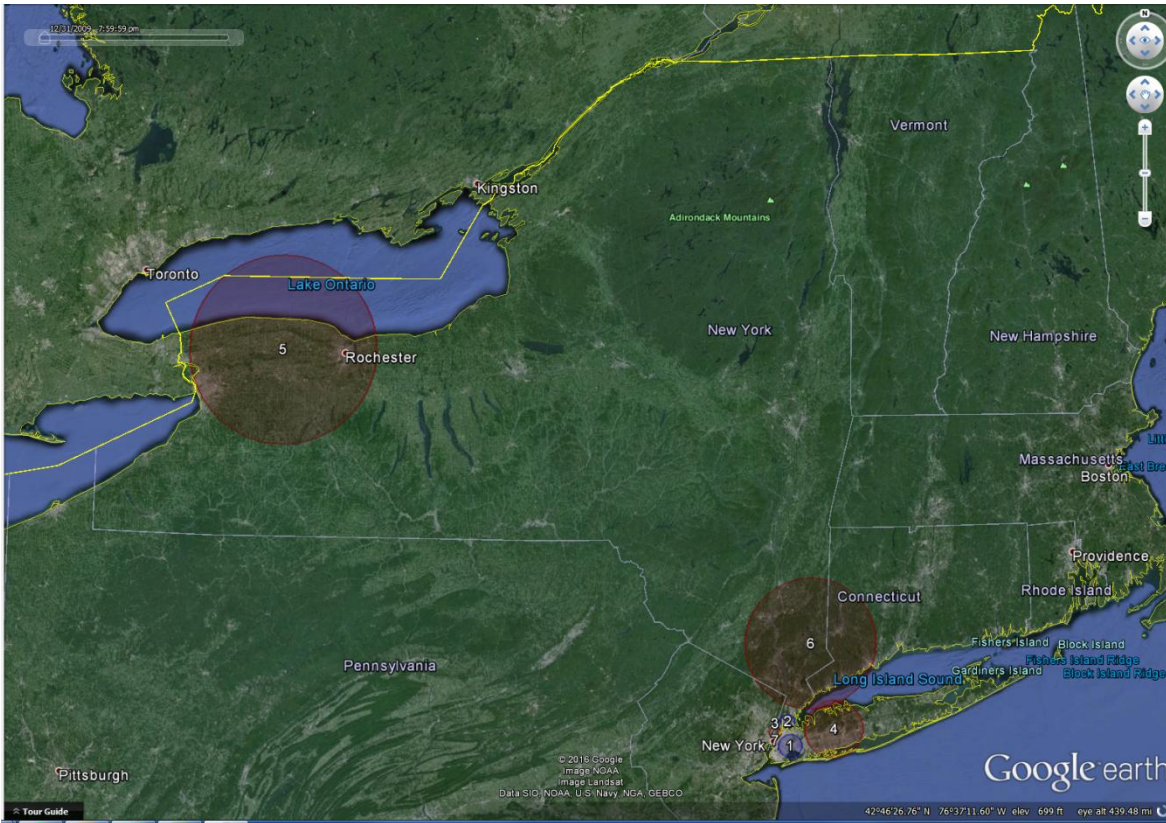 12/31/2009 7:59:59 pm
N
Vermont
Kingston
Adirondack Mountains
Toronto
Lake Ontario
New York
New Hampshire
5
Rochester
Massachusetts
Boston
Providence
Connecticut
Rhode Island
6
Fishers Island
Block Island
Fishers Island Ridge
Pennsylvania
Gardiners Island
Block Island Ridge
Long Island Sound
3
2
4
7
New York
1
© 2016 Google
Image NOAA
Image Landsat
Data SIO, NOAA, U.S. Navy, NGA, GEBCO
Google earth
Pittsburgh
Tour Guide
42°46'26.76" N 76°37'11.60" W elev 699 ft eye alt 439.48 mi